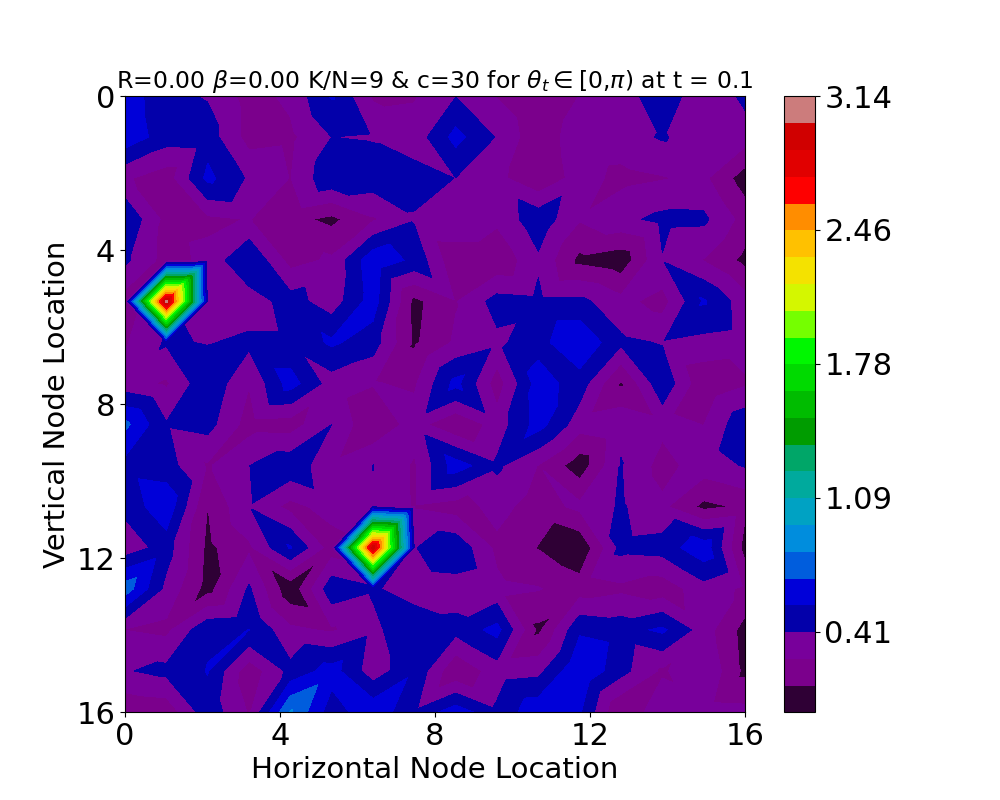 R=0.00 β=0.00 K/N=9 & c=30 for θ_t ∈ [0,π) at t = 0.1
0
4
8
12
16
Vertical Node Location
0 4 8 12 16
Horizontal Node Location
3.14
2.46
1.78
1.09
0.41